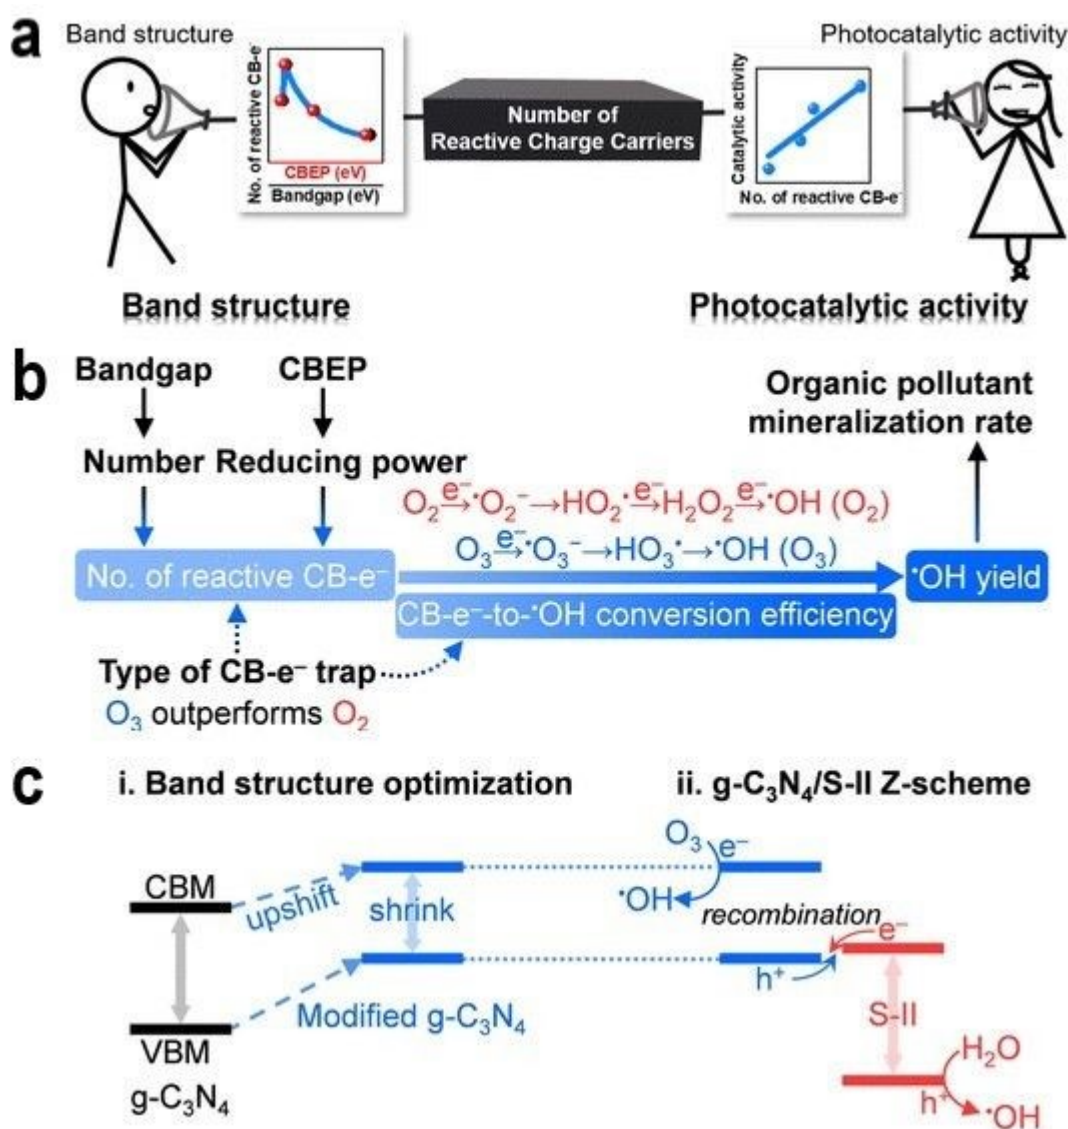 a
Band structure
Photocatalytic activity
No. of reactive CB-e⁻
CBEP (eV)
Bandgap (eV)
Number of
Reactive Charge Carriers
Catalytic activity
No. of reactive CB-e⁻
Band structure
Photocatalytic activity
b
Bandgap
CBEP
Organic pollutant
mineralization rate
Number
Reducing power
O₂ e⁻→ •O₂⁻→HO₂• e⁻→ H₂O₂ e⁻→ •OH (O₂)
O₃ e⁻→ •O₃⁻→HO₃•→•OH (O₃)
No. of reactive CB-e⁻
•OH yield
CB-e⁻-to-•OH conversion efficiency
Type of CB-e⁻ trap
O₃ outperforms O₂
c
i. Band structure optimization
ii. g-C₃N₄/S-II Z-scheme
O₃
e⁻
CBM
upshift
shrink
•OH
recombination
e⁻
h⁺
Modified g-C₃N₄
S-II
VBM
H₂O
g-C₃N₄
h⁺
•OH